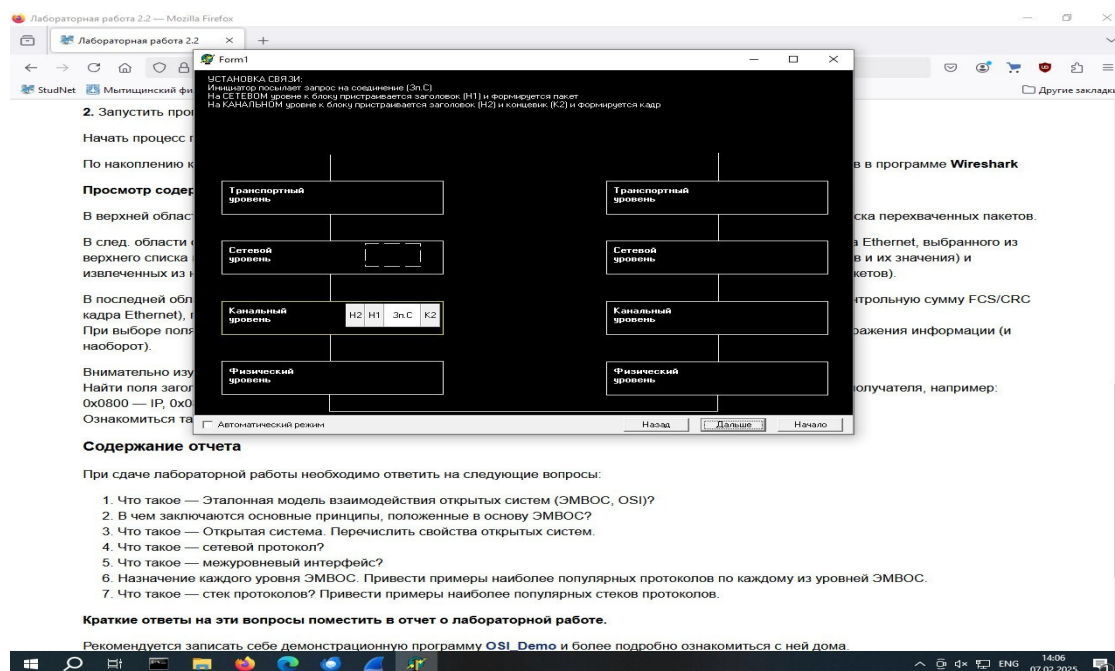 Лабораторная работа 2.2 — Mozilla Firefox
Лабораторная работа 2.2
StudNet
Мытищинский фи
Другие закладки
Form1
УСТАНОВКА СВЯЗИ:
Инициатор посылает запрос на соединение (Зп.С)
На СЕТЕВОМ уровне к блоку пристраивается заголовок (Н1) и формируется пакет
На КАНАЛЬНОМ уровне к блоку пристраивается заголовок (Н2) и концевик (К2) и формируется кадр
Транспортный уровень
Транспортный уровень
Сетевой уровень
Сетевой уровень
Канальный уровень
Н2 Н1 Зп.С К2
Канальный уровень
Физический уровень
Физический уровень
Автоматический режим
Назад
Дальше
Начало
2. Запустить про
Начать процесс
По накоплению к
в в программе Wireshark
Просмотр содер
В верхней облас
ска перехваченных пакетов.
В след. области
а Ethernet, выбранного из
верхнего списка
в и их значения) и
извлеченных из
кетов).
В последней обл
нтрольную сумму FCS/CRC
кадра Ethernet),
При выборе поля
ражения информации (и
наоборот).
Внимательно изу
Найти поля загол
олучателя, например:
0x0800 — IP, 0x0
Ознакомиться та
Содержание отчета
При сдаче лабораторной работы необходимо ответить на следующие вопросы:
1. Что такое — Эталонная модель взаимодействия открытых систем (ЭМВОС, OSI)?
2. В чем заключаются основные принципы, положенные в основу ЭМВОС?
3. Что такое — Открытая система. Перечислить свойства открытых систем.
4. Что такое — сетевой протокол?
5. Что такое — межуровневый интерфейс?
6. Назначение каждого уровня ЭМВОС. Привести примеры наиболее популярных протоколов по каждому из уровней ЭМВОС.
7. Что такое — стек протоколов? Привести примеры наиболее популярных стеков протоколов.
Краткие ответы на эти вопросы поместить в отчет о лабораторной работе.
Рекомендуется записать себе демонстрационную программу OSI_Demo и более подробно ознакомиться с ней дома.
ENG
14:06
07.02.2025